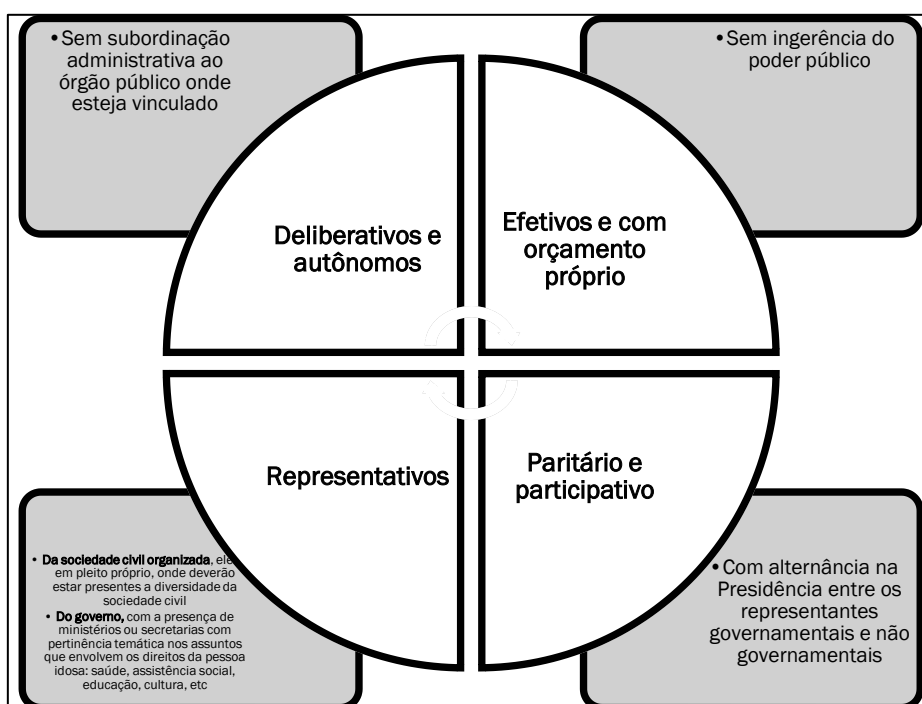 •Sem subordinação
administrativa ao
órgão público onde
esteja vinculado
•Sem ingerência do
poder público
Deliberativos e
autônomos
Efetivos e com
orçamento
próprio
Representativos
Paritário e
participativo
• Da sociedade civil organizada,
em pleito próprio, onde deverão
estar presentes a diversidade da
sociedade civil
• Do governo, com a presença de
ministérios ou secretarias com
pertinência temática nos assuntos
que envolvem os direitos da pessoa
idosa: saúde, assistência social,
educação, cultura, etc
•Com alternância na
Presidência entre os
representantes
governamentais e não
governamentais